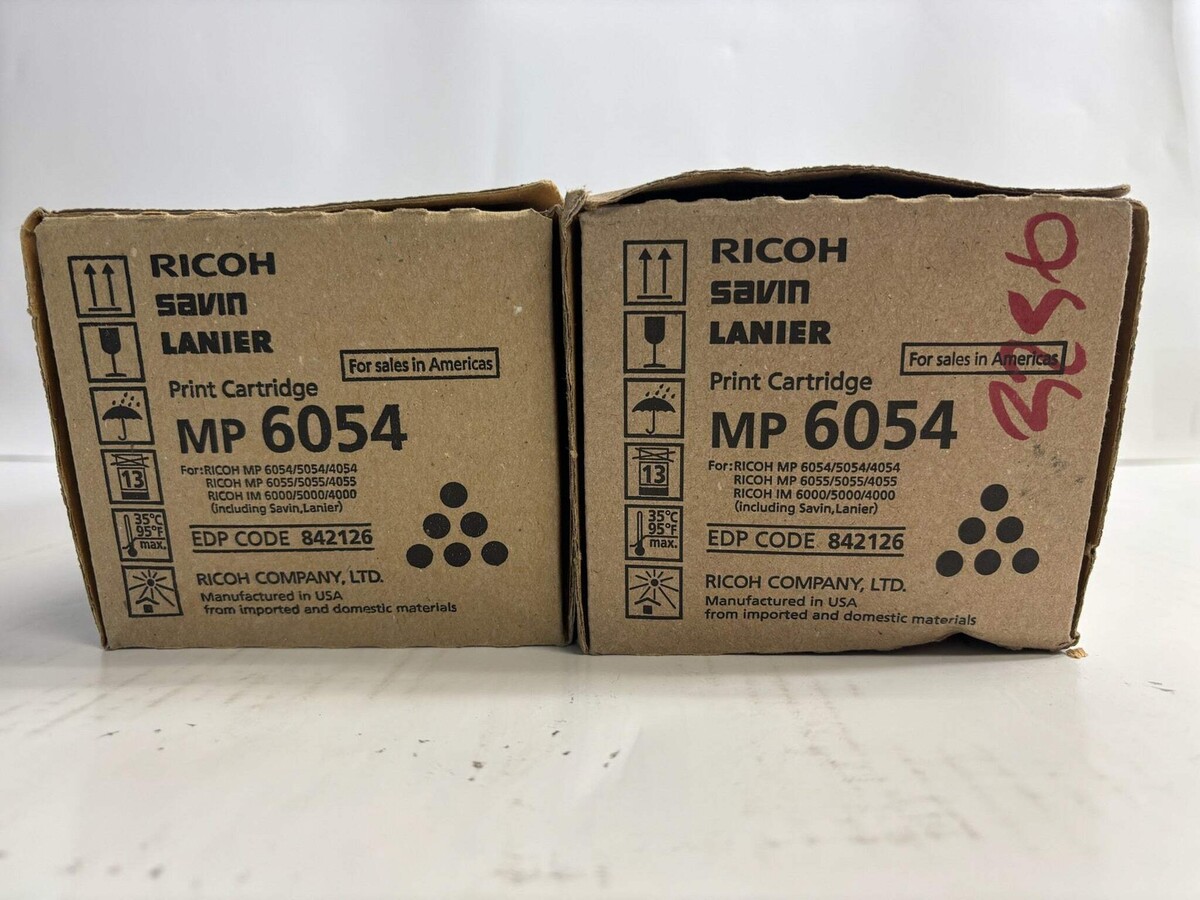 RICOH
savin
LANIER
For sales in Americas
Print Cartridge
MP 6054
For:RICOH MP 6054/5054/4054
RICOH MP 6055/5055/4055
RICOH IM 6000/5000/4000
(including Savin,Lanier)
EDP CODE 842126
RICOH COMPANY, LTD.
Manufactured in USA
from imported and domestic materials
13
35°C
95°F
max.
RICOH
savin
LANIER
For sales in Americas
Print Cartridge
MP 6054
For:RICOH MP 6054/5054/4054
RICOH MP 6055/5055/4055
RICOH IM 6000/5000/4000
(including Savin,Lanier)
EDP CODE 842126
RICOH COMPANY, LTD.
Manufactured in USA
from imported and domestic materials
13
35°C
95°F
max.